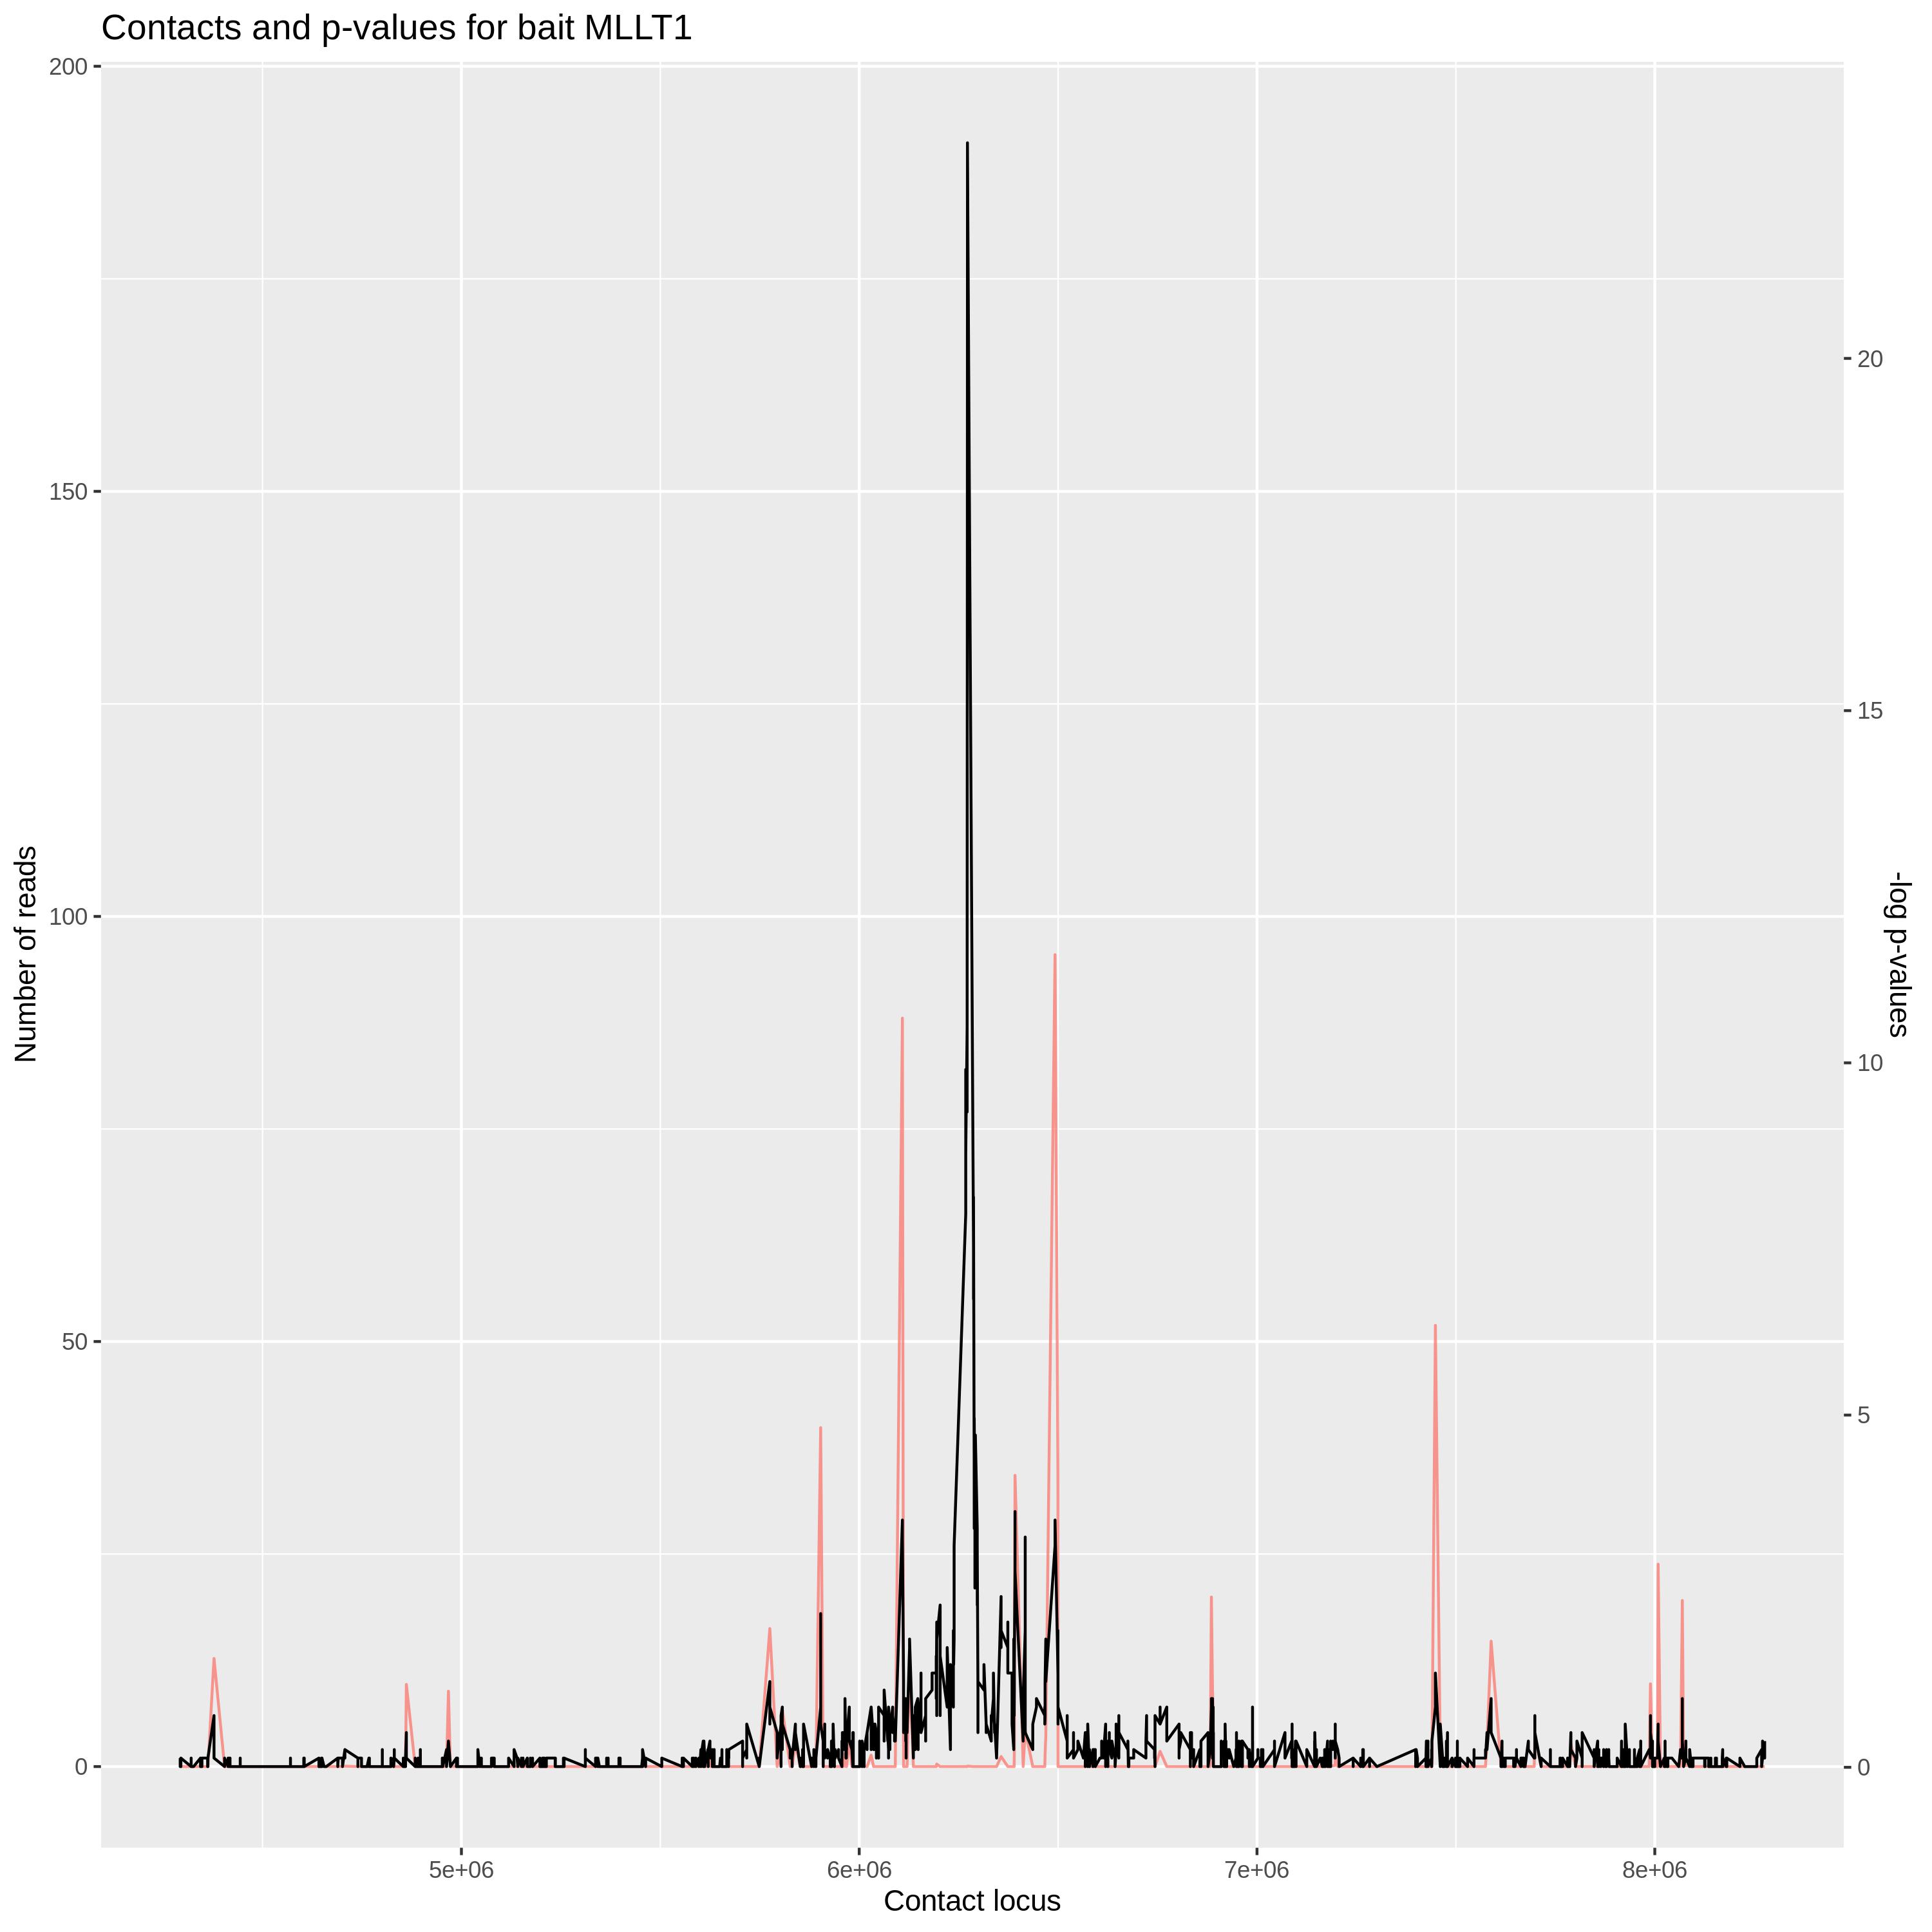 Contacts and p-values for bait MLLT1
200
150
100
50
0
Number of reads
20
15
10
5
0
-log p-values
5e+06
6e+06
7e+06
8e+06
Contact locus